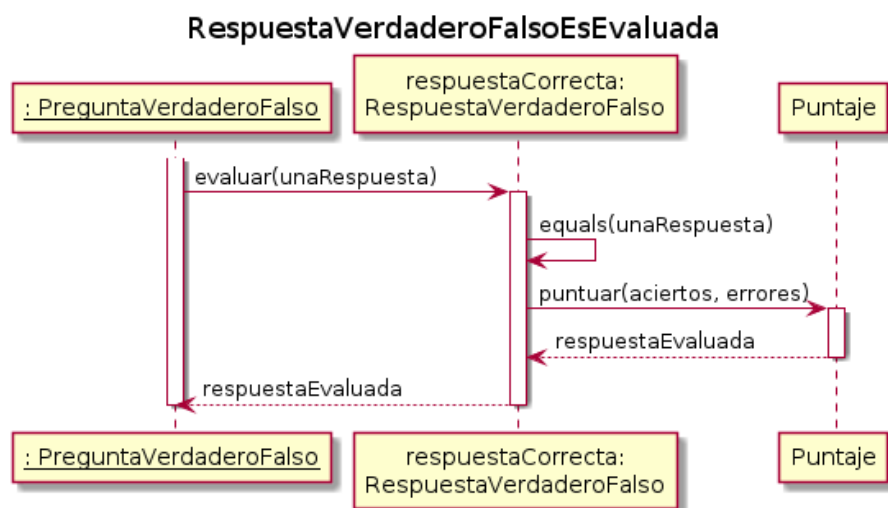 RespuestaVerdaderoFalsoEsEvaluada
: PreguntaVerdaderoFalso
respuestaCorrecta:
RespuestaVerdaderoFalso
Puntaje
evaluar(unaRespuesta)
equals(unaRespuesta)
puntuar(aciertos, errores)
respuestaEvaluada
respuestaEvaluada
: PreguntaVerdaderoFalso
respuestaCorrecta:
RespuestaVerdaderoFalso
Puntaje